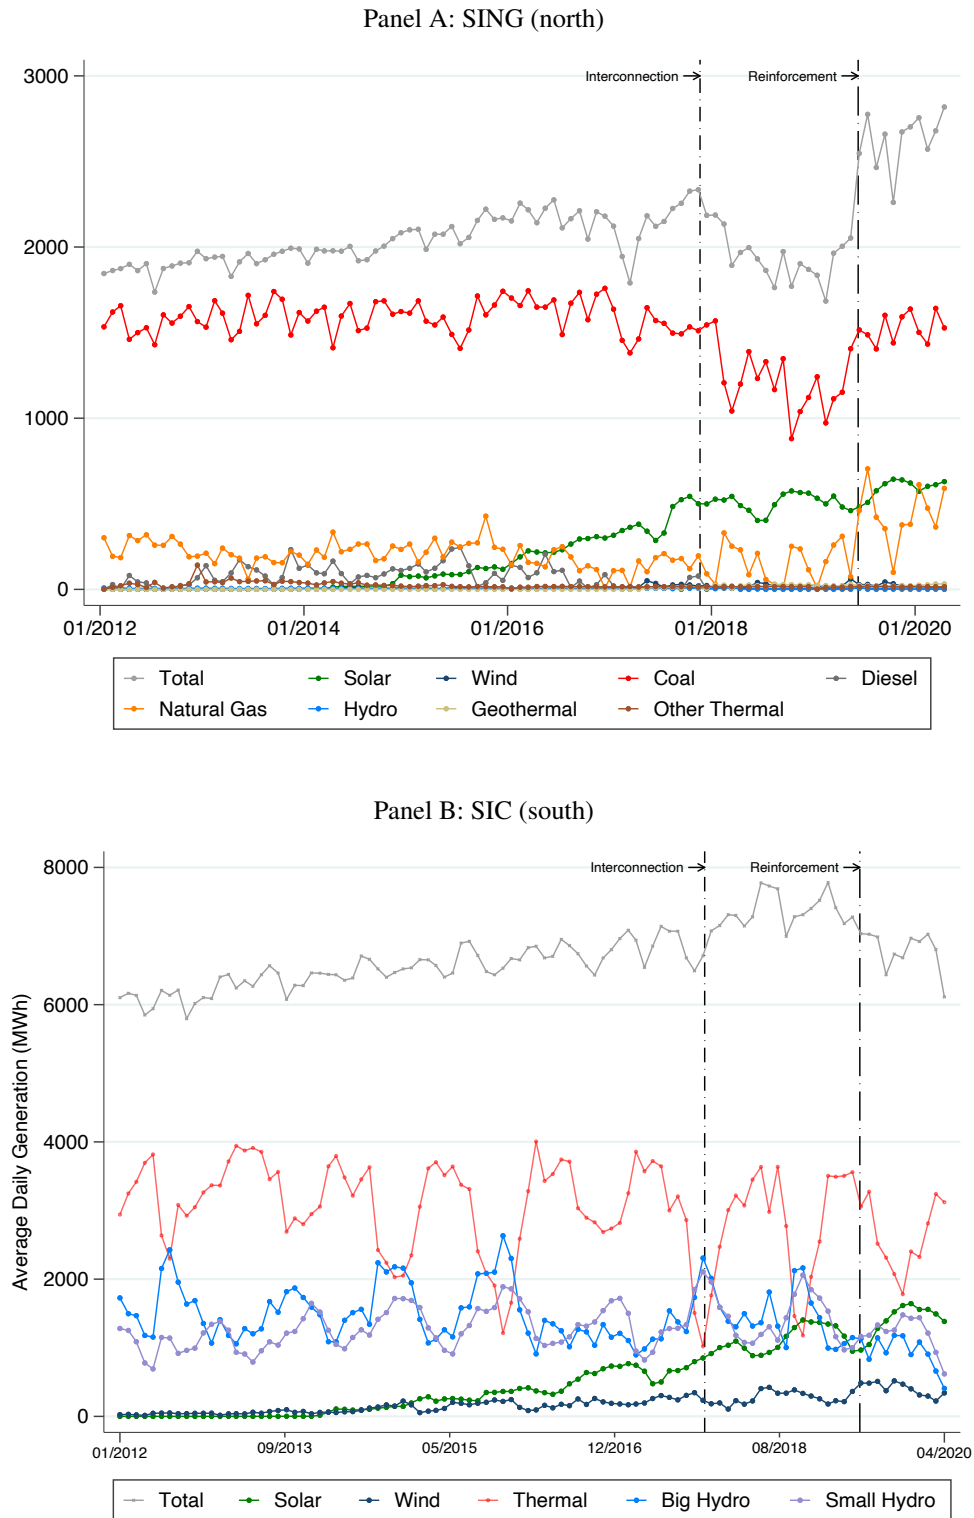 Panel A: SING (north)
Interconnection
Reinforcement
3000
2000
1000
0
01/2012 01/2014 01/2016 01/2018 01/2020
Total Solar Wind Coal Diesel
Natural Gas Hydro Geothermal Other Thermal
Panel B: SIC (south)
Interconnection
Reinforcement
Average Daily Generation (MWh)
8000
6000
4000
2000
0
01/2012 09/2013 05/2015 12/2016 08/2018 04/2020
Total Solar Wind Thermal Big Hydro Small Hydro